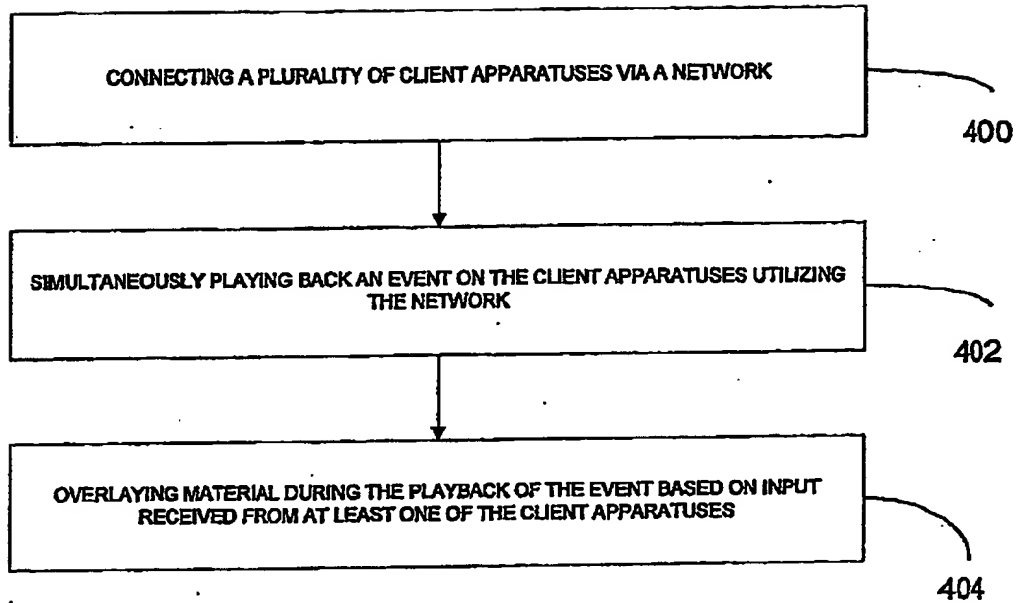 CONNECTING A PLURALITY OF CLIENT APPARATUSES VIA A NETWORK
400
SIMULTANEOUSLY PLAYING BACK AN EVENT ON THE CLIENT APPARATUSES UTILIZING
THE NETWORK
402
OVERLAYING MATERIAL DURING THE PLAYBACK OF THE EVENT BASED ON INPUT
RECEIVED FROM AT LEAST ONE OF THE CLIENT APPARATUSES
404